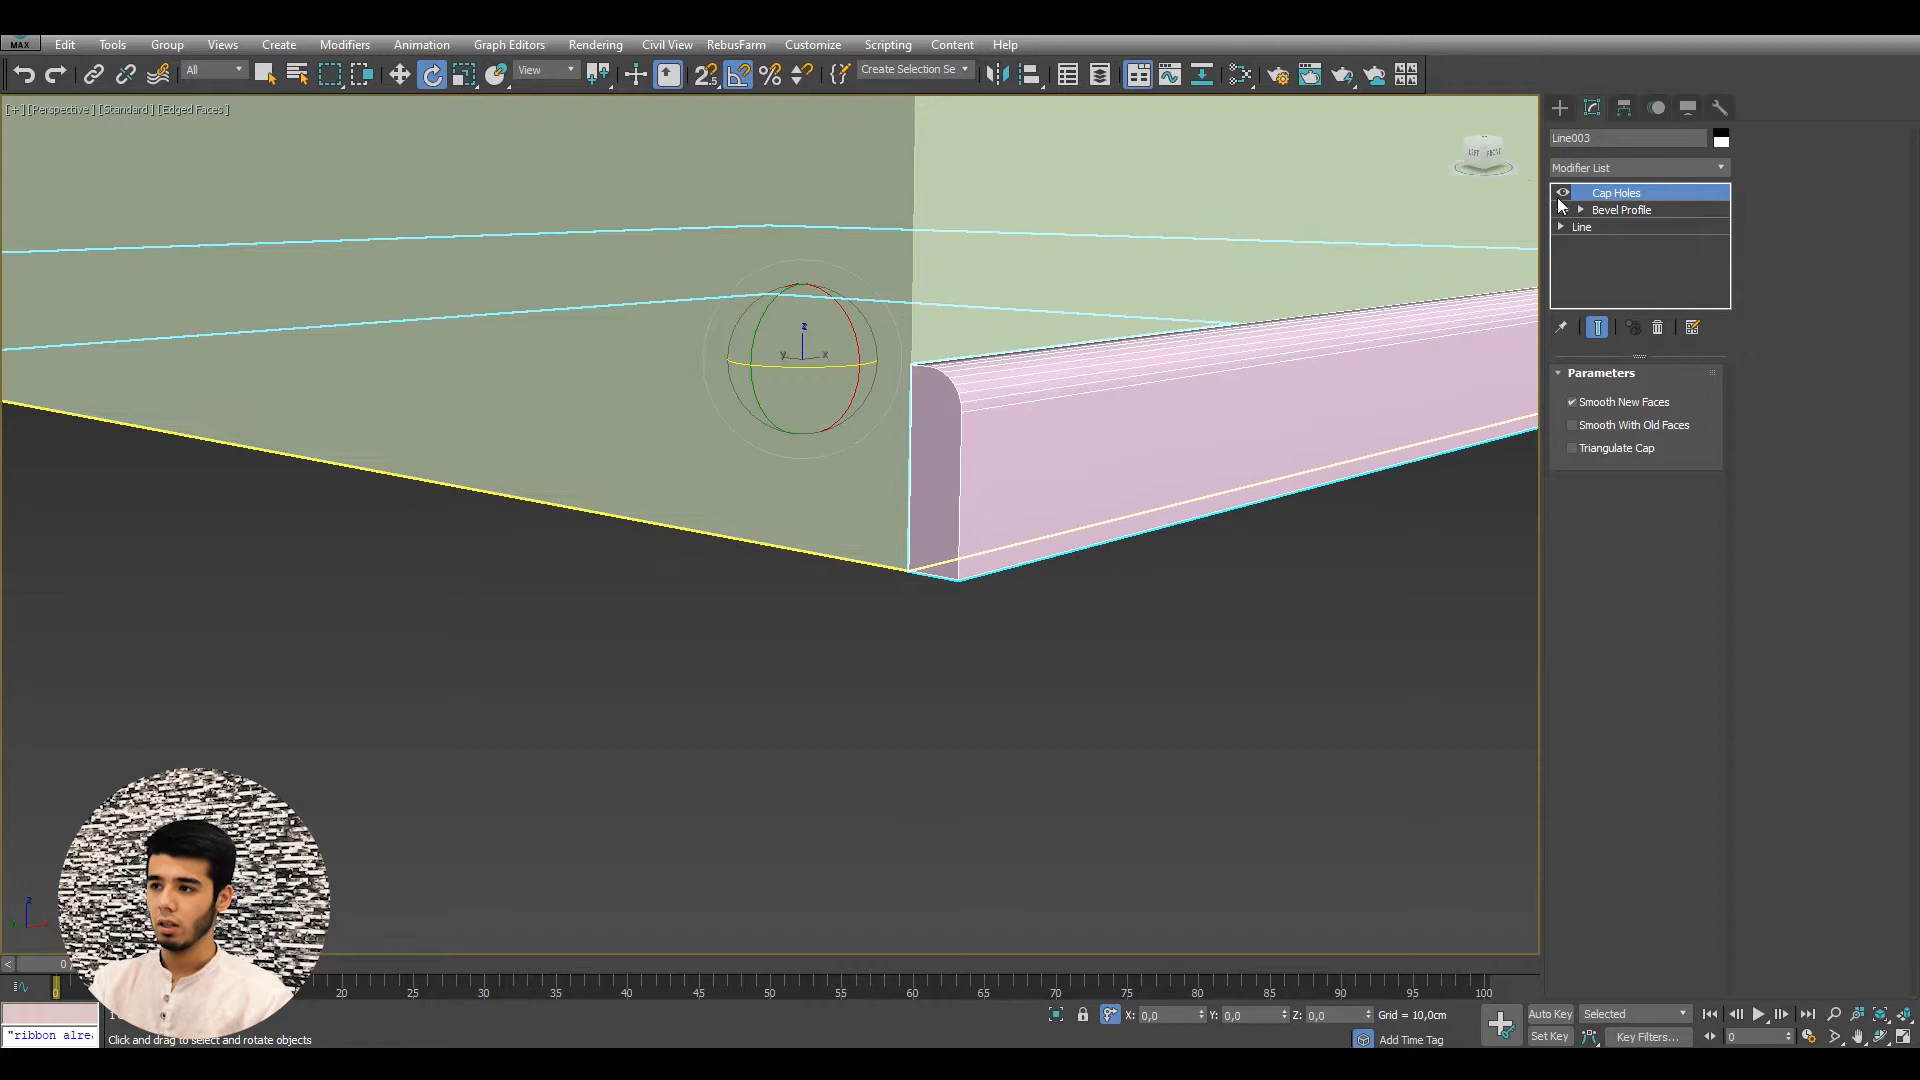 MAX Edit Tools Group Views Create Modifiers Animation Graph Editors Rendering Civil View RebusFarm Customize Scripting Content Help
All View Create Selection Se
[+] [Perspective ] [Standard ] [Edged Faces ]
LEFT FRONT
Line003
Modifier List
Cap Holes
Bevel Profile
Line
Parameters
Smooth New Faces
Smooth With Old Faces
Triangulate Cap
z
y x
z
< 0
0 20 25 30 35 40 45 50 55 60 65 70 75 80 85 90 95 100
X: 0,0 Y: 0,0 Z: 0,0 Grid = 10,0cm Auto Key Selected
"ribbon alrea Click and drag to select and rotate objects Add Time Tag Set Key Key Filters... 0